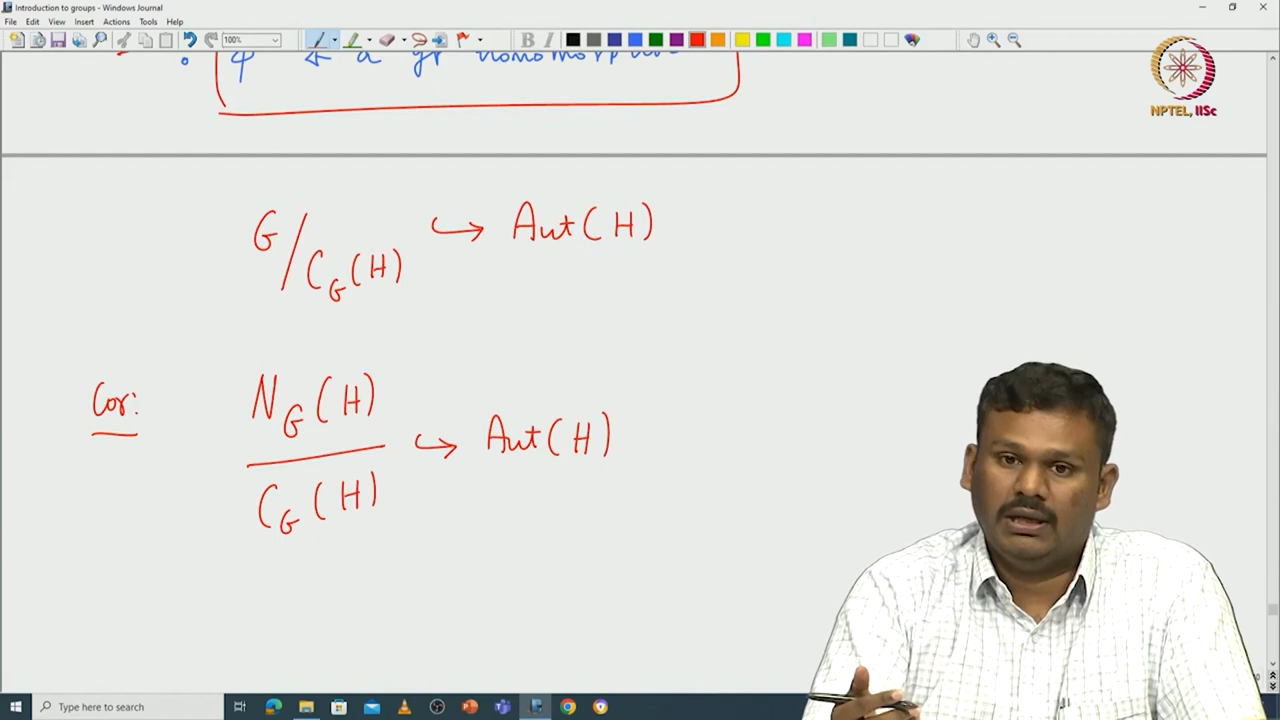 Introduction to groups - Windows Journal
File Edit View Insert Actions Tools Help
100%
B I
NPTEL, IISc
G/C_G(H) ↪ Aut(H)
Cor: N_G(H)
/ C_G(H) ↪ Aut(H)
Type here to search